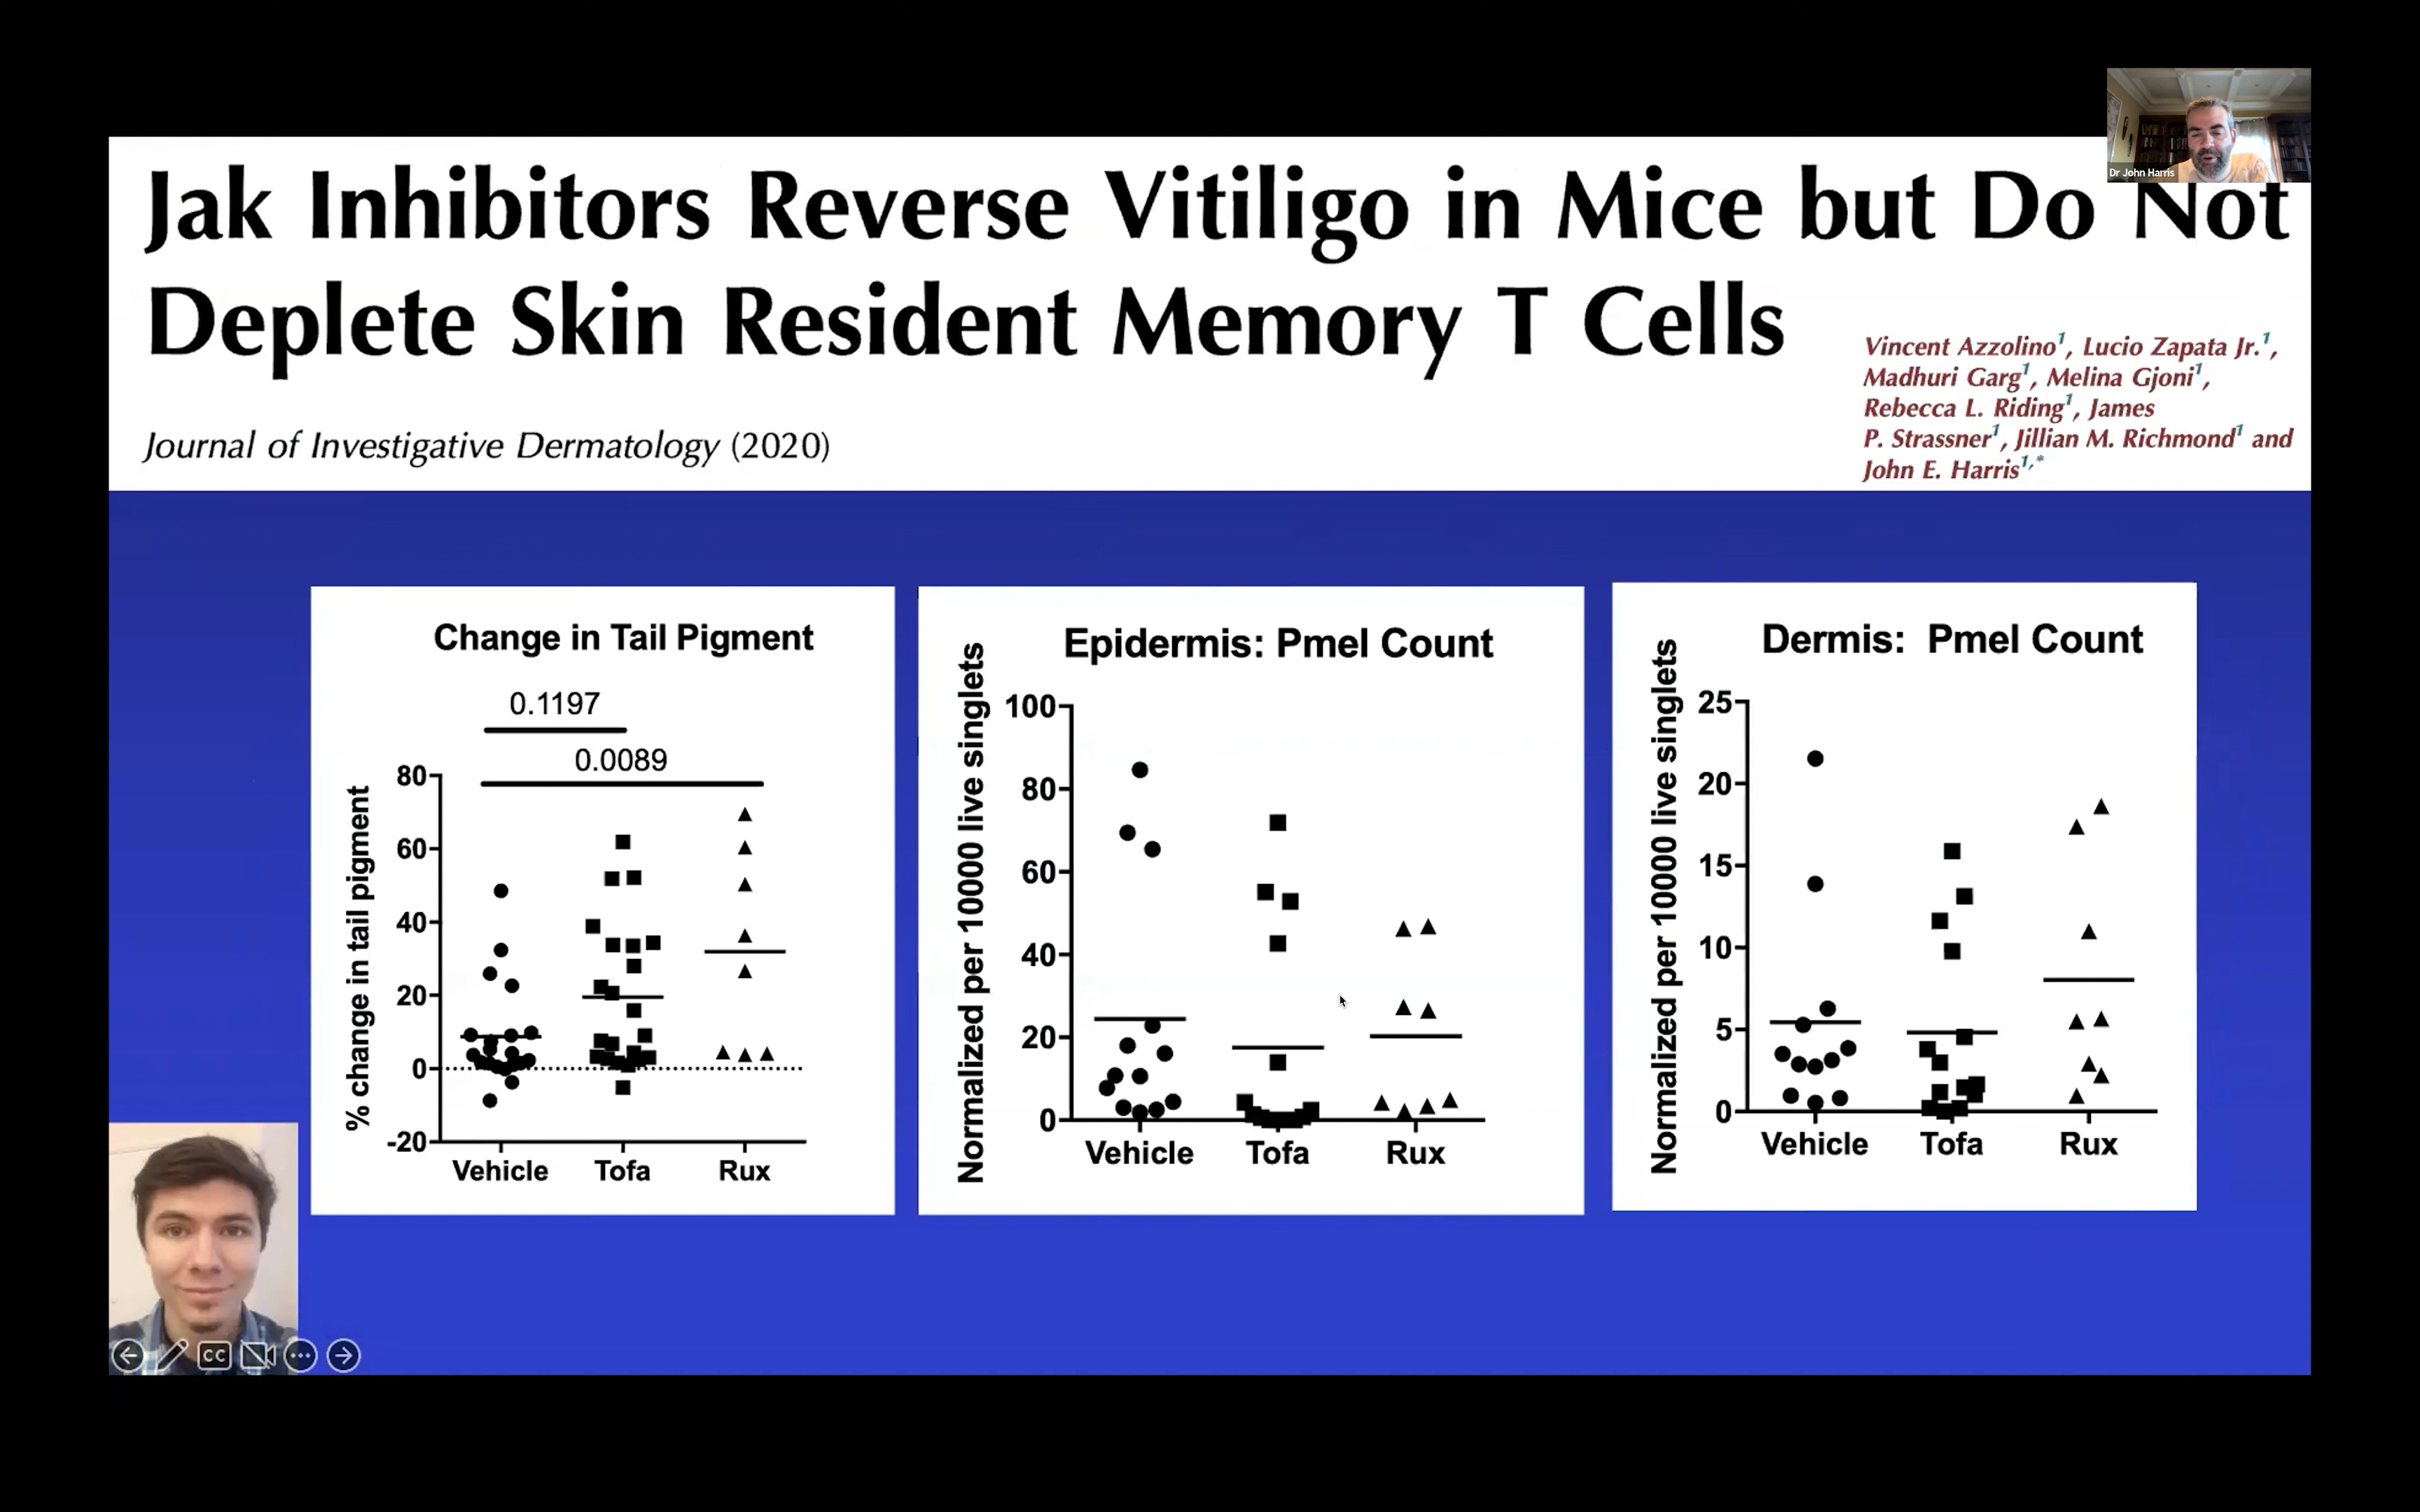 Dr John Harris
Jak Inhibitors Reverse Vitiligo in Mice but Do Not
Deplete Skin Resident Memory T Cells
Journal of Investigative Dermatology (2020)
Vincent Azzolino¹, Lucio Zapata Jr.¹,
Madhuri Garg¹, Melina Gjoni¹,
Rebecca L. Riding¹, James
P. Strassner¹, Jillian M. Richmond¹ and
John E. Harris¹,*
Change in Tail Pigment
0.1197
0.0089
% change in tail pigment
80
60
40
20
0
-20
Vehicle Tofa Rux
Epidermis: Pmel Count
Normalized per 10000 live singlets
100
80
60
40
20
0
Vehicle Tofa Rux
Dermis: Pmel Count
Normalized per 10000 live singlets
25
20
15
10
5
0
Vehicle Tofa Rux
CC